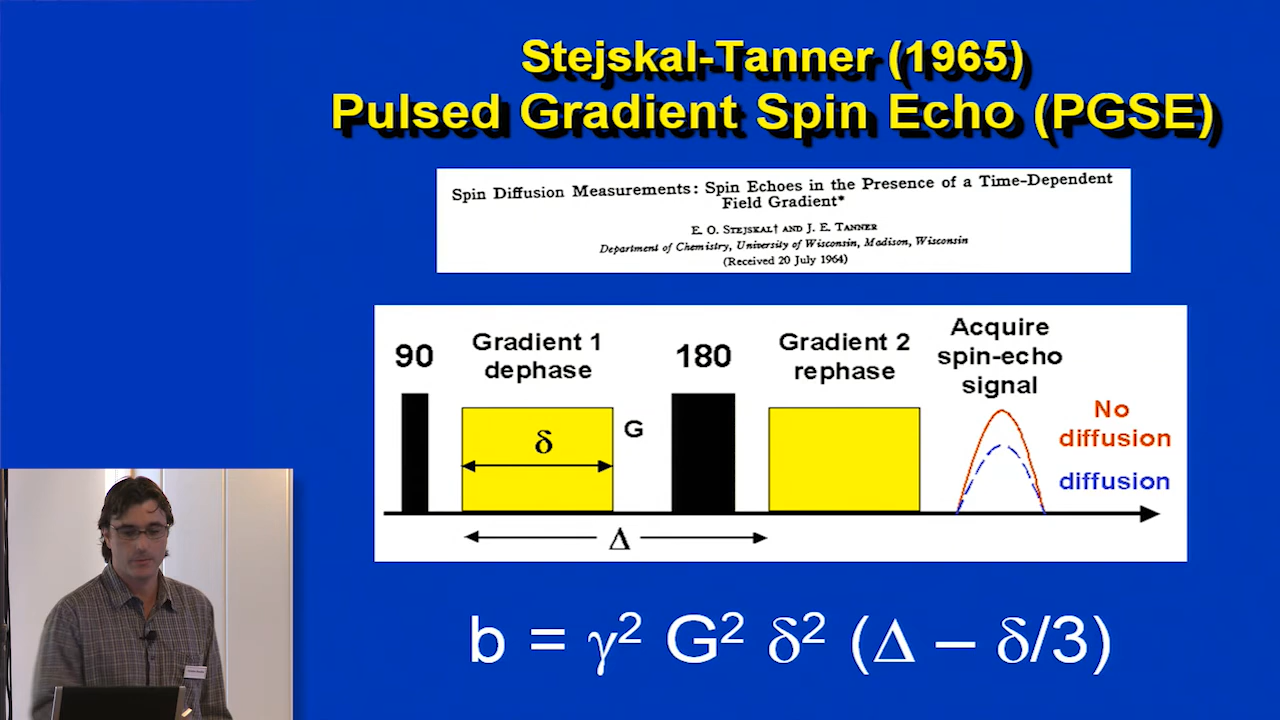 Stejskal-Tanner (1965)
Pulsed Gradient Spin Echo (PGSE)
Spin Diffusion Measurements: Spin Echoes in the Presence of a Time-Dependent
Field Gradient*
E. O. Stejskal† and J. E. Tanner
Department of Chemistry, University of Wisconsin, Madison, Wisconsin
(Received 20 July 1964)
90
Gradient 1
dephase
180
Gradient 2
rephase
Acquire
spin-echo
signal
No
diffusion
diffusion
δ
G
Δ
b = γ² G² δ² (Δ – δ/3)